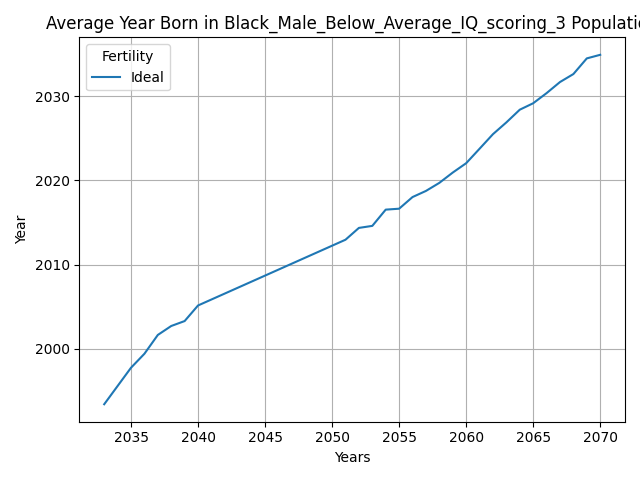 Average Year Born in Black_Male_Below_Average_IQ_scoring_3 Populati
Fertility
Ideal
Year
2030
2020
2010
2000
2035 2040 2045 2050 2055 2060 2065 2070
Years